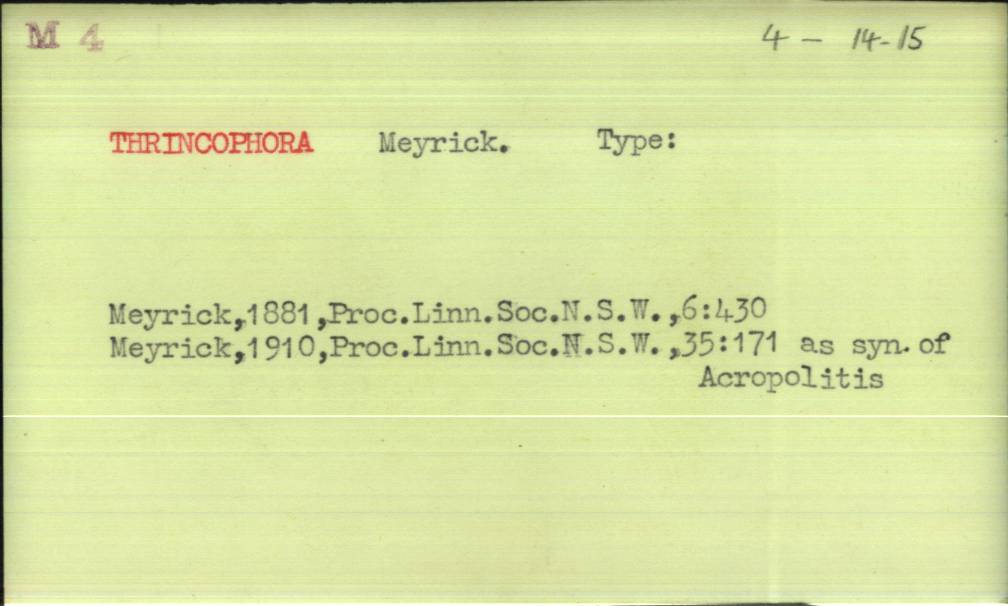 M 4 4 - 14-15
THRINCOPHORA Meyrick. Type:
Meyrick,1881,Proc.Linn.Soc.N.S.W.,6:430
Meyrick,1910,Proc.Linn.Soc.N.S.W.,35:171 as syn. of
Acropolitis